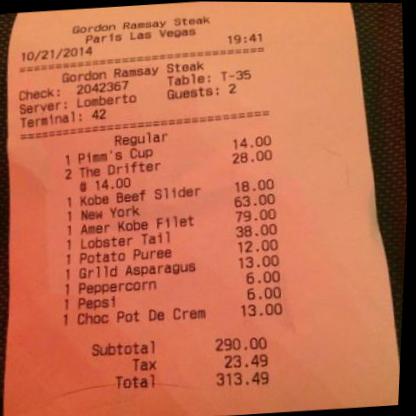 Gordon Ramsay Steak
Paris Las Vegas
10/21/2014 19:41
Gordon Ramsay Steak
Check: 2042367 Table: T-35
Server: Lomberto Guests: 2
Terminal: 42
Regular
1 Pimm's Cup 14.00
2 The Drifter 28.00
@ 14.00
1 Kobe Beef Slider 18.00
1 New York 63.00
1 Amer Kobe Filet 79.00
1 Lobster Tail 38.00
1 Potato Puree 12.00
1 Grlld Asparagus 13.00
1 Peppercorn 6.00
1 Pepsi 6.00
1 Choc Pot De Crem 13.00
Subtotal 290.00
Tax 23.49
Total 313.49